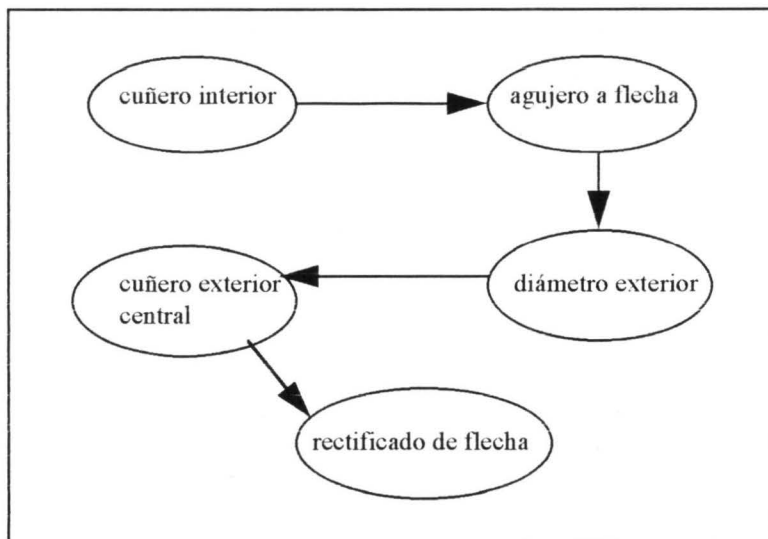 cuñero interior
agujero a flecha
diámetro exterior
cuñero exterior
central
rectificado de flecha